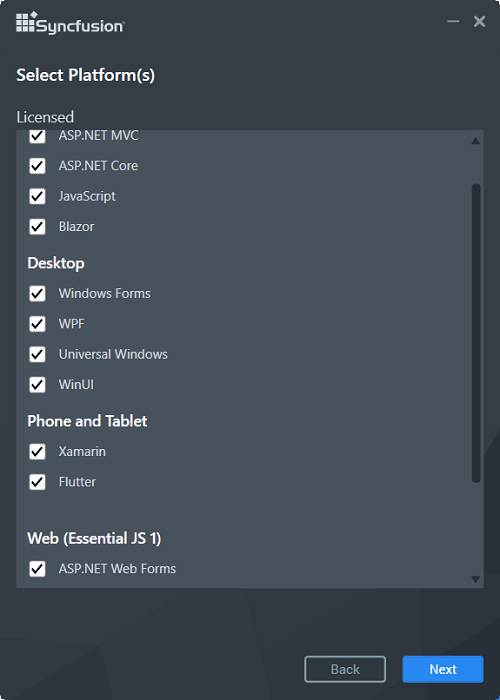 Syncfusion
Select Platform(s)
Licensed
ASP.NET MVC
ASP.NET Core
JavaScript
Blazor
Desktop
Windows Forms
WPF
Universal Windows
WinUI
Phone and Tablet
Xamarin
Flutter
Web (Essential JS 1)
ASP.NET Web Forms
Back
Next